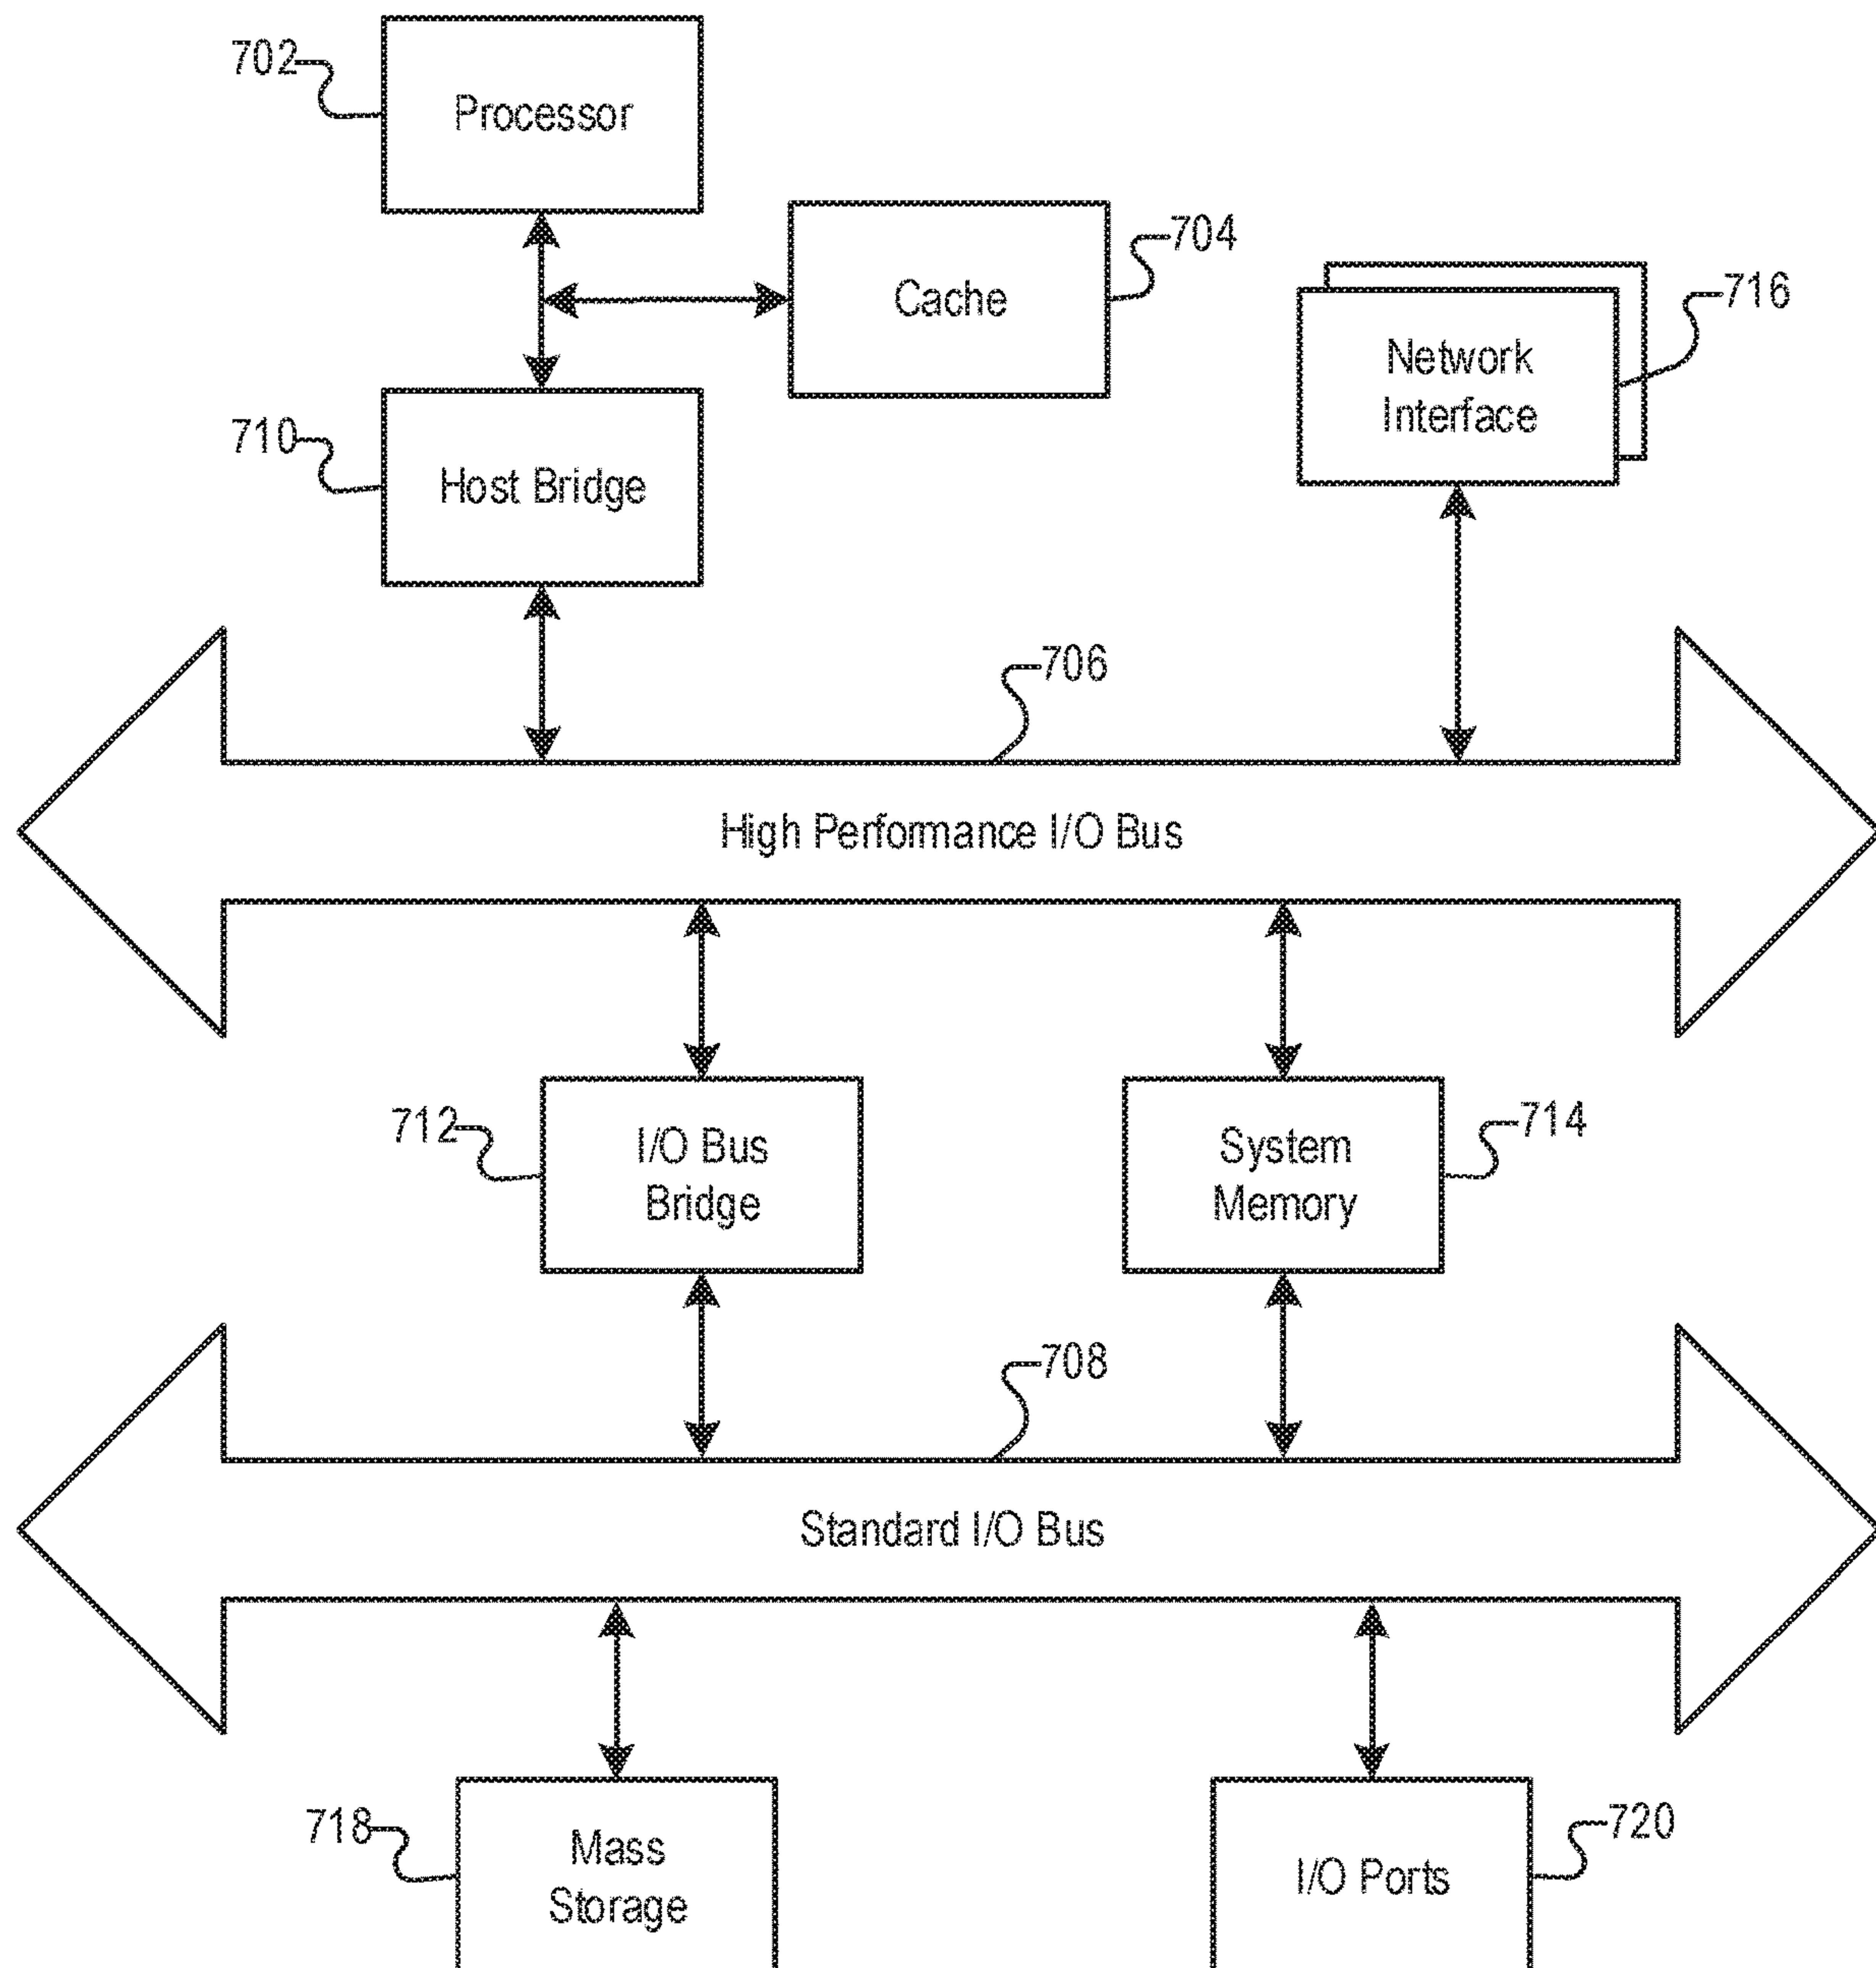 702
Processor
704
Cache
716
Network
Interface
710
Host Bridge
706
High Performance I/O Bus
712
I/O Bus
Bridge
System
Memory
714
708
Standard I/O Bus
718
Mass
Storage
I/O Ports
720